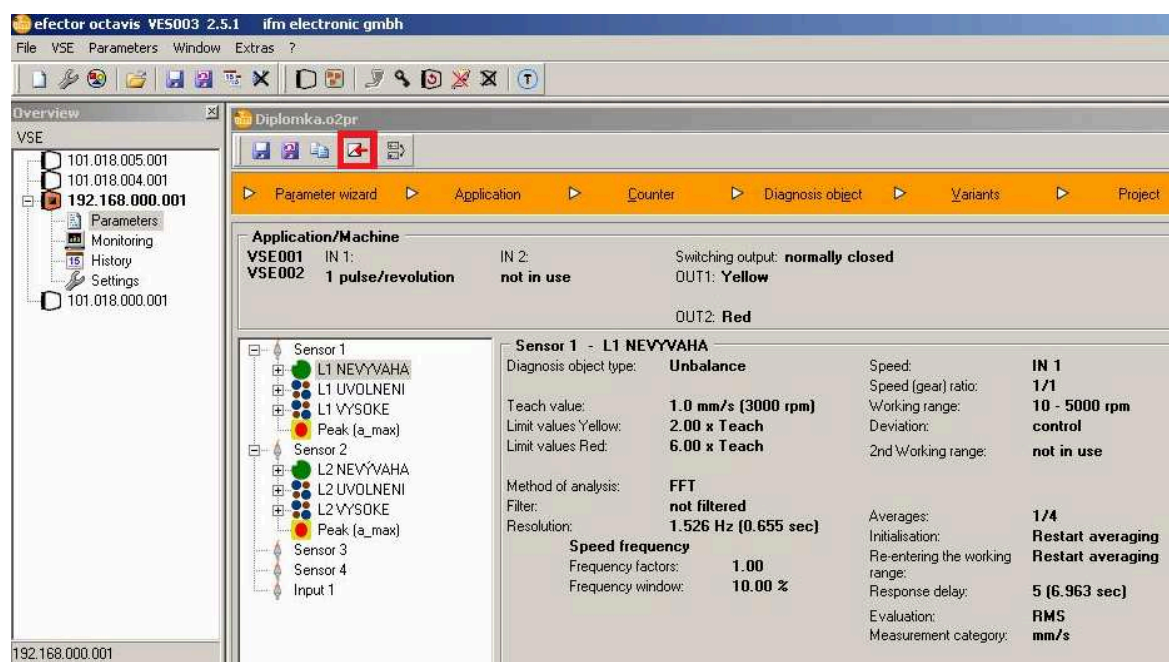 efector octavis VES003 2.5.1 ifm electronic gmbh
File VSE Parameters Window Extras ?
Overview
VSE
101.018.005.001
101.018.004.001
192.168.000.001
Parameters
Monitoring
15 History
Settings
101.018.000.001
192.168.000.001
Diplomka.o2pr
Parameter wizard Application Counter Diagnosis object Variants Project
Application/Machine
VSE001 IN 1: IN 2: Switching output: normally closed
VSE002 1 pulse/revolution not in use OUT1: Yellow
OUT2: Red
Sensor 1
L1 NEVYVAHA
L1 UVOLNENI
L1 VYSOKE
Peak (a_max)
Sensor 2
L2 NEVÝVAHA
L2 UVOLNENI
L2 VYSOKE
Peak (a_max)
Sensor 3
Sensor 4
Input 1
Sensor 1 - L1 NEVYVAHA
Diagnosis object type: Unbalance
Teach value: 1.0 mm/s (3000 rpm)
Limit values Yellow: 2.00 x Teach
Limit values Red: 6.00 x Teach
Method of analysis: FFT
Filter: not filtered
Resolution: 1.526 Hz (0.655 sec)
Speed frequency
Frequency factors: 1.00
Frequency window: 10.00 %
Speed: IN 1
Speed (gear) ratio: 1/1
Working range: 10 - 5000 rpm
Deviation: control
2nd Working range: not in use
Averages: 1/4
Initialisation: Restart averaging
Re-entering the working Restart averaging
range:
Response delay: 5 (6.963 sec)
Evaluation: RMS
Measurement category: mm/s